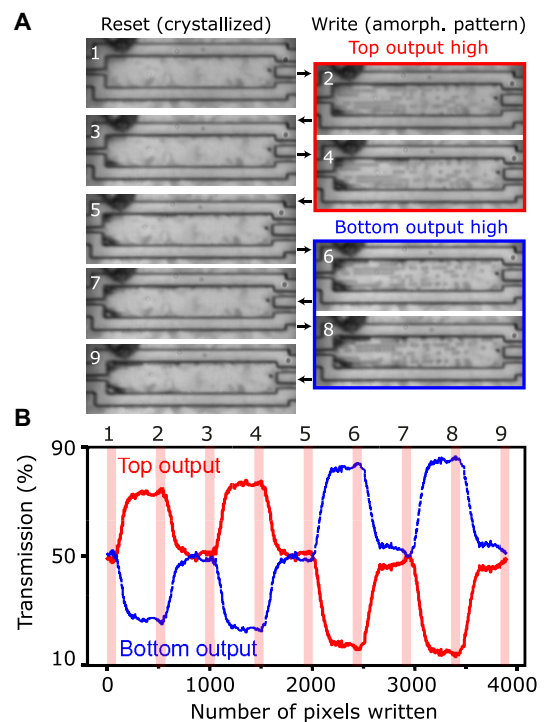 A
Reset (crystallized)
Write (amorph. pattern)
Top output high
1
2
3
4
5
Bottom output high
6
7
8
9
B
1 2 3 4 5 6 7 8 9
90
50
10
Transmission (%)
Top output
Bottom output
0 1000 2000 3000 4000
Number of pixels written